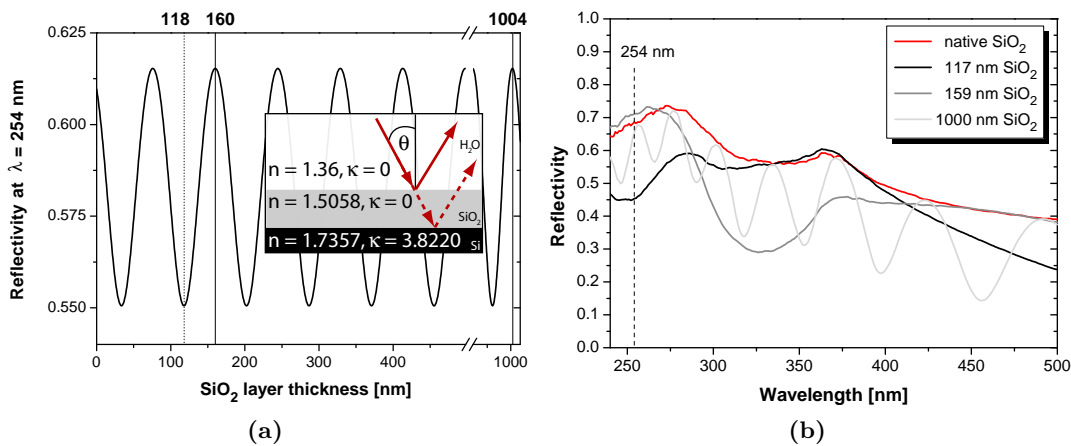 118 160 1004
0.625
0.600
0.575
0.550
Reflectivity at λ = 254 nm
θ
H₂O
n = 1.36, κ = 0
n = 1.5058, κ = 0
SiO₂
n = 1.7357, κ = 3.8220 Si
0 100 200 300 400 1000
SiO₂ layer thickness [nm]
(a)
1.0
0.9
0.8
0.7
0.6
0.5
0.4
0.3
0.2
0.1
0.0
Reflectivity
254 nm
native SiO₂
117 nm SiO₂
159 nm SiO₂
1000 nm SiO₂
250 300 350 400 450 500
Wavelength [nm]
(b)